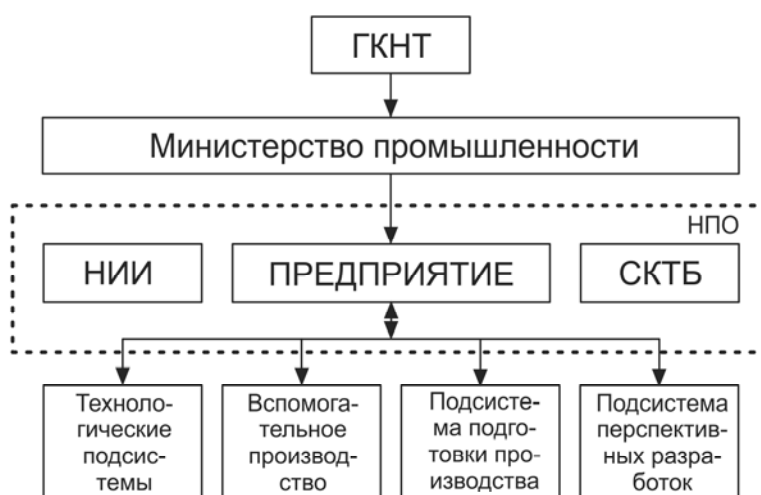 ГКНТ
Министерство промышленности
НПО
НИИ
ПРЕДПРИЯТИЕ
СКТБ
Техноло-
гические
подсис-
темы
Вспомога-
тельное
производ-
ство
Подсисте-
ма подго-
товки про-
изводства
Подсистема
перспектив-
ных разра-
боток